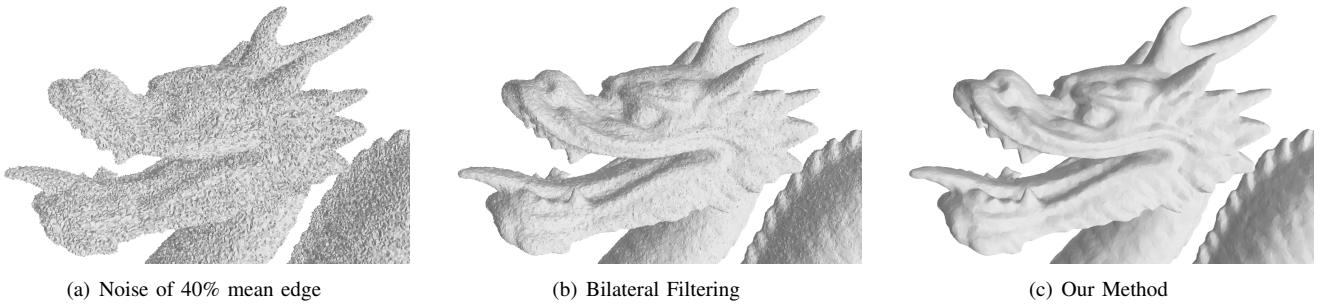 (a) Noise of 40% mean edge
(b) Bilateral Filtering
(c) Our Method